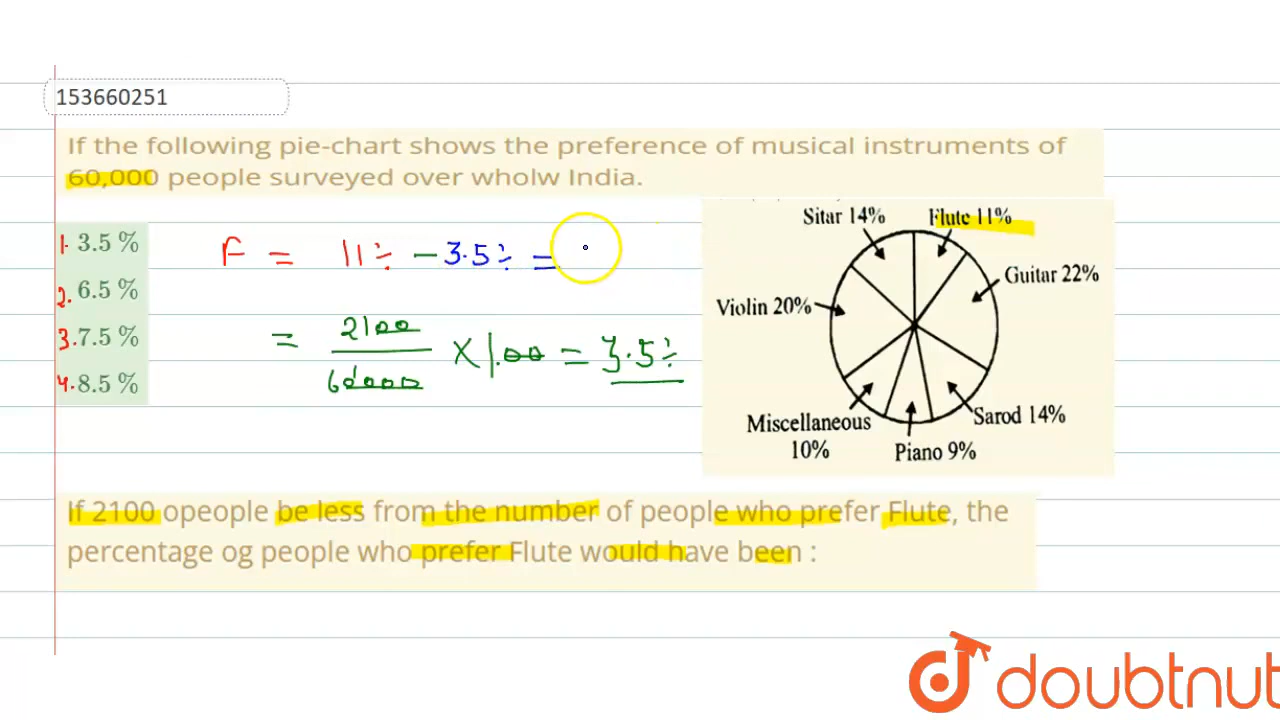 153660251
If the following pie-chart shows the preference of musical instruments of
60,000 people surveyed over wholw India.
1. 3.5 %
2. 6.5 %
3. 7.5 %
4. 8.5 %
F = 11% - 3.5% =
= 2100
60000
× 100 = 3.5%
Sitar 14%
Flute 11%
Guitar 22%
Violin 20%
Sarod 14%
Miscellaneous
10%
Piano 9%
If 2100 opeople be less from the number of people who prefer Flute, the
percentage og people who prefer Flute would have been :
doubtnut